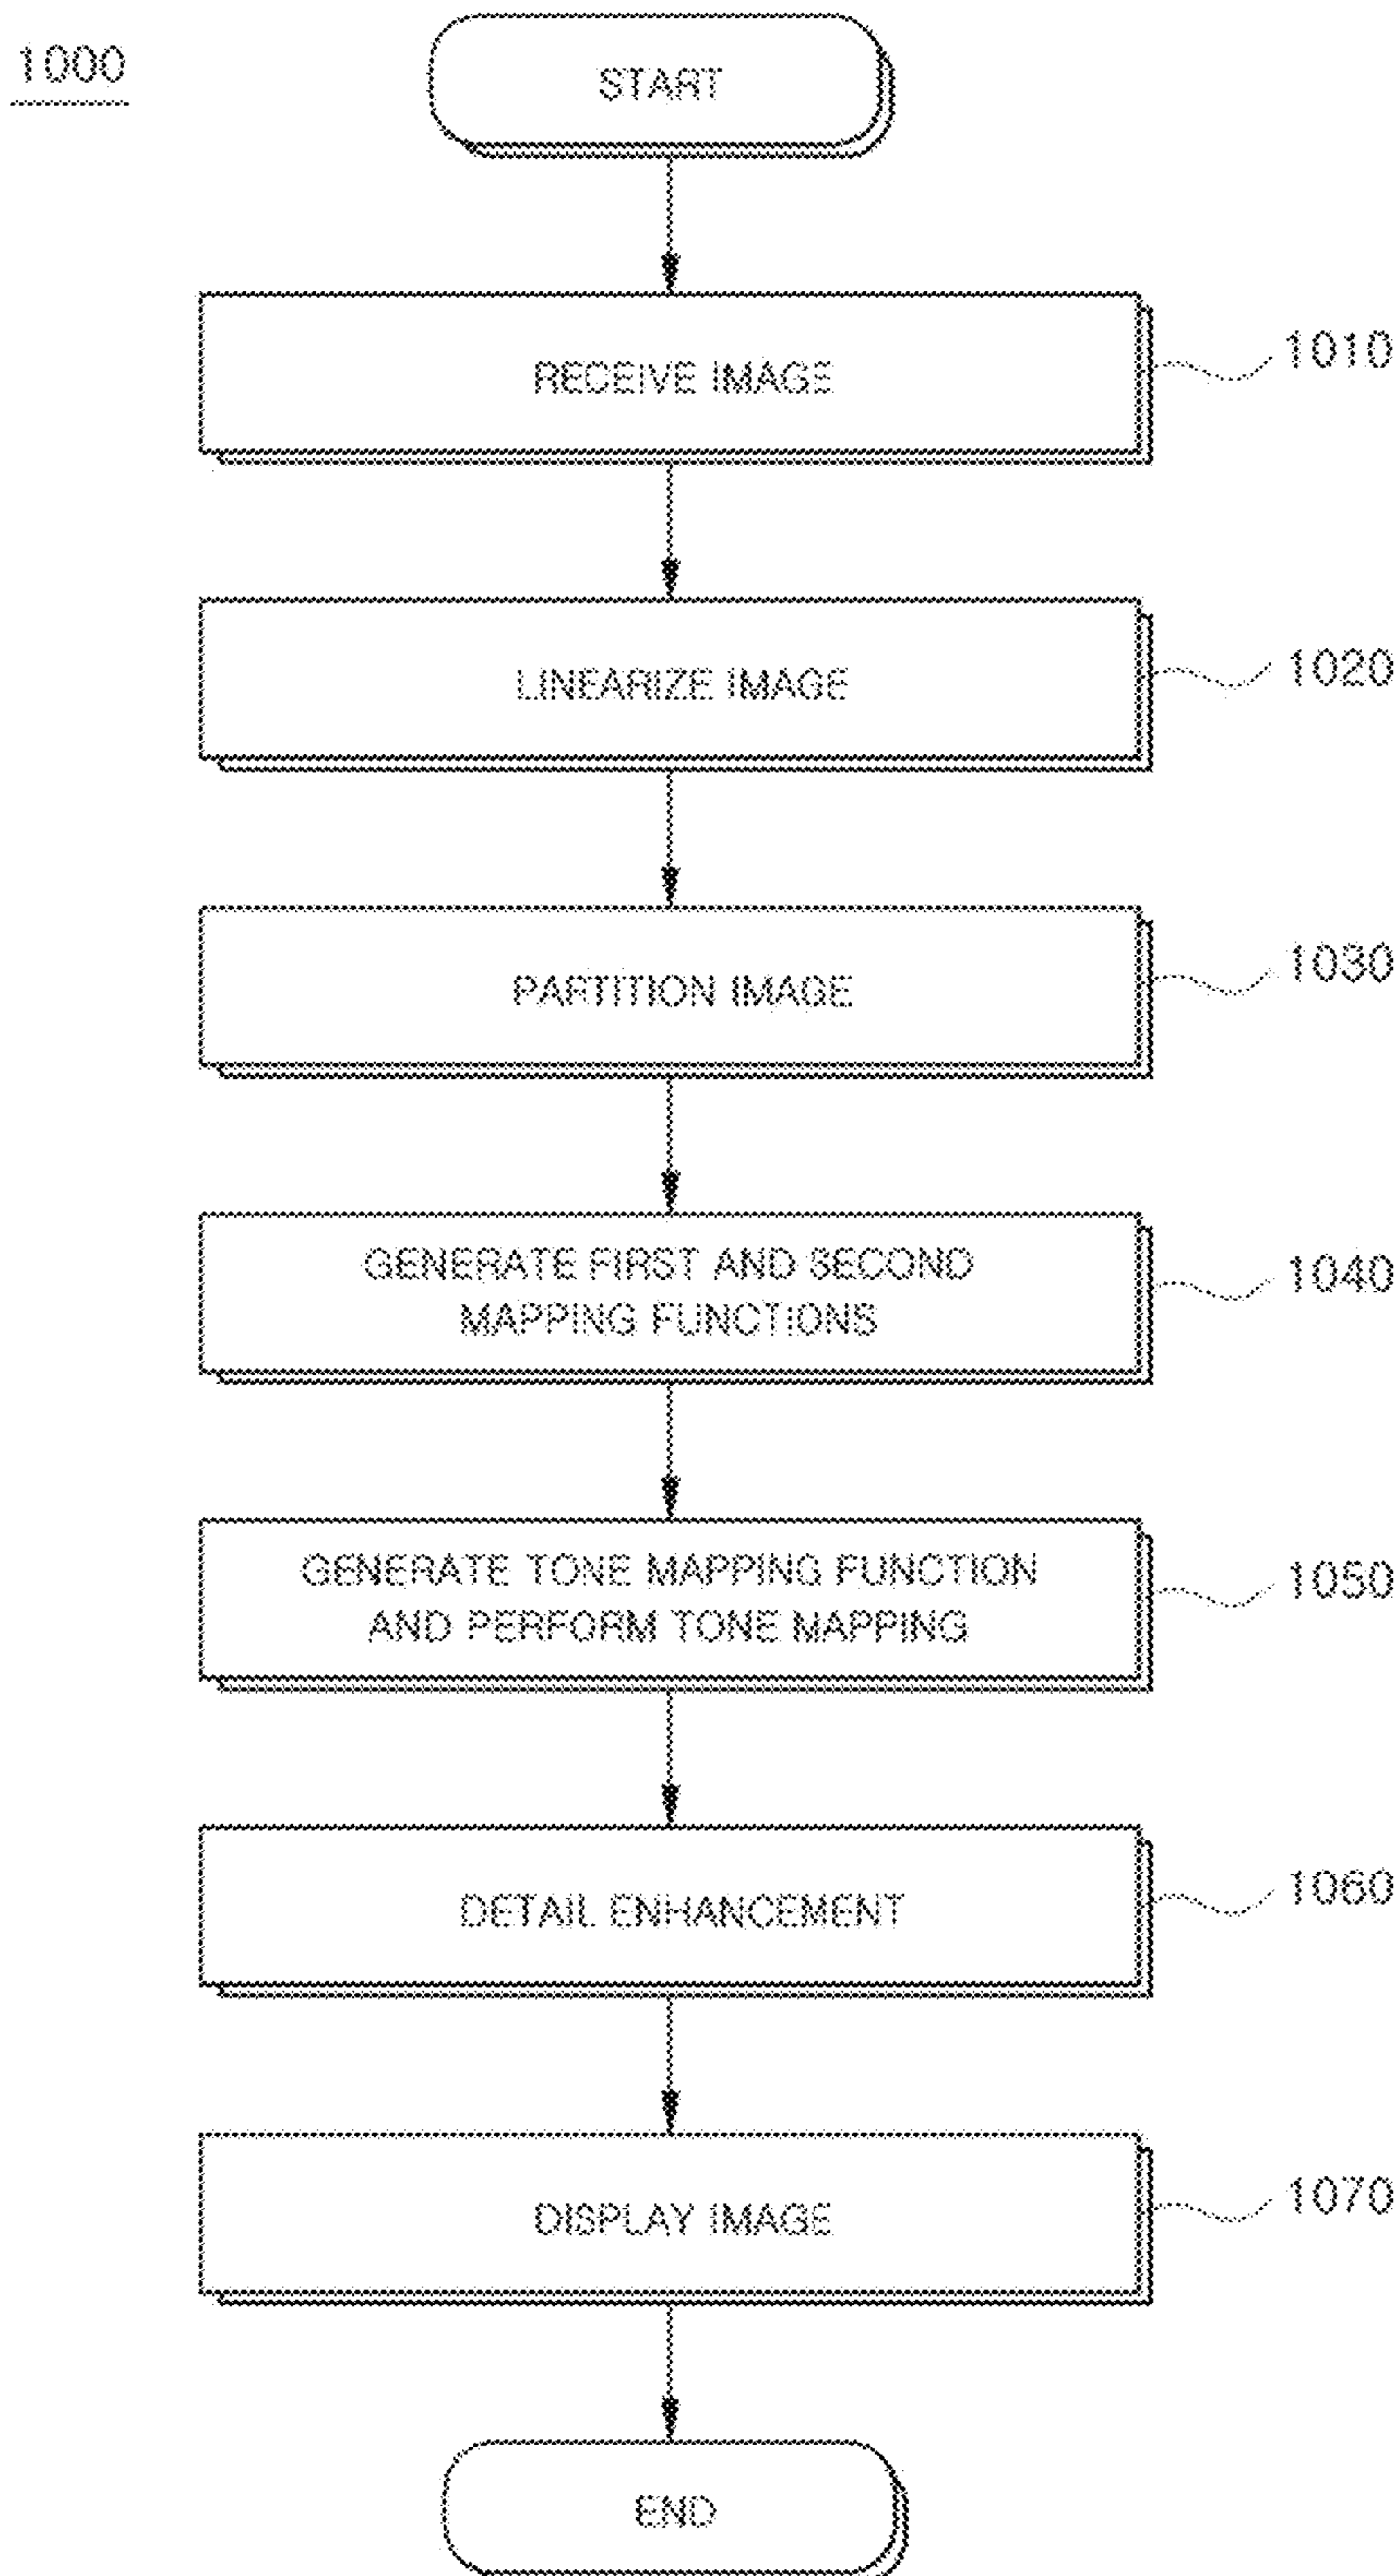 1000
START
RECEIVE IMAGE
1010
LINEARIZE IMAGE
1020
PARTITION IMAGE
1030
GENERATE FIRST AND SECOND
MAPPING FUNCTIONS
1040
GENERATE TONE MAPPING FUNCTION
AND PERFORM TONE MAPPING
1050
DETAIL ENHANCEMENT
1060
DISPLAY IMAGE
1070
END